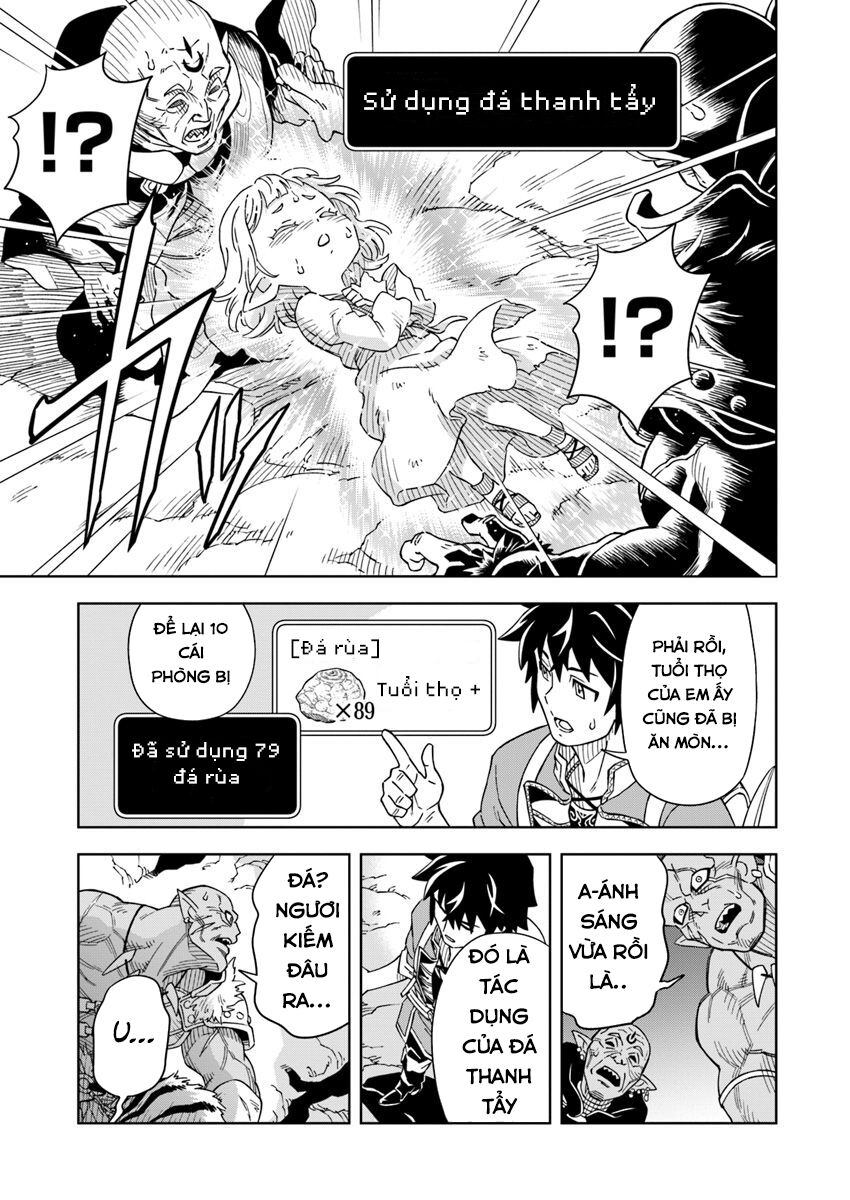 Sử dụng đá thanh tẩy
!?
!?
カッ
PHẢI RỒI,
TUỔI THỌ
CỦA EM ẤY
CŨNG ĐÃ BỊ
ĂN MÒN...
[Đá rùa]
×89
Tuổi thọ +
ĐỂ LẠI 10
CÁI
PHÒNG BỊ
Đã sử dụng 79
đá rùa
A-ÁNH
SÁNG
VỪA RỒI
LÀ..
ĐÓ LÀ
TÁC
DỤNG
CỦA ĐÁ
THANH
TẨY
ĐÁ?
NGƯƠI
KIẾM
ĐÂU
RA...
U...